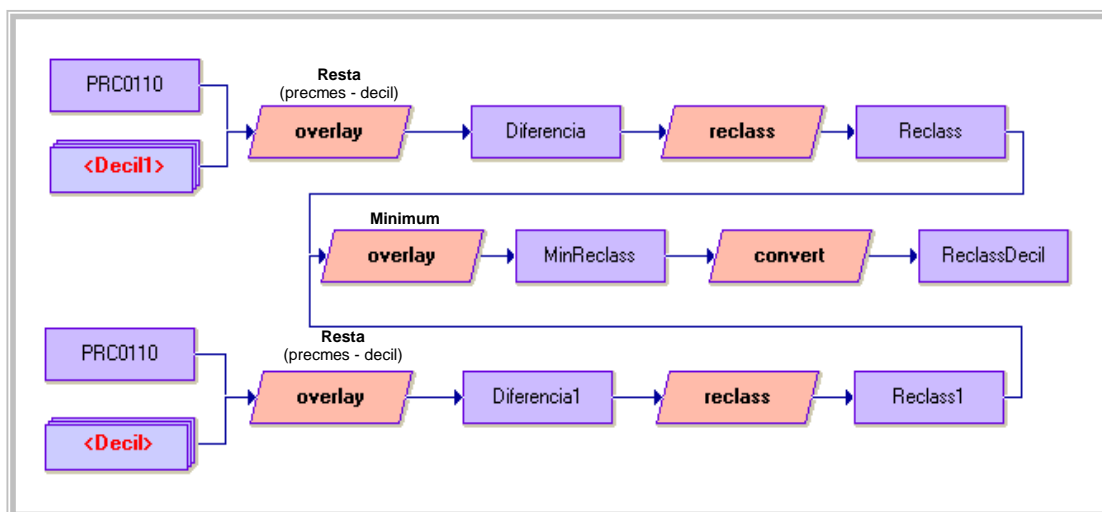 PRC0110
Resta
(precmes - decil)
overlay
Diferencia
reclass
Reclass
<Decil1>
Minimum
overlay
MinReclass
convert
ReclassDecil
PRC0110
Resta
(precmes - decil)
overlay
Diferencia1
reclass
Reclass1
<Decil>